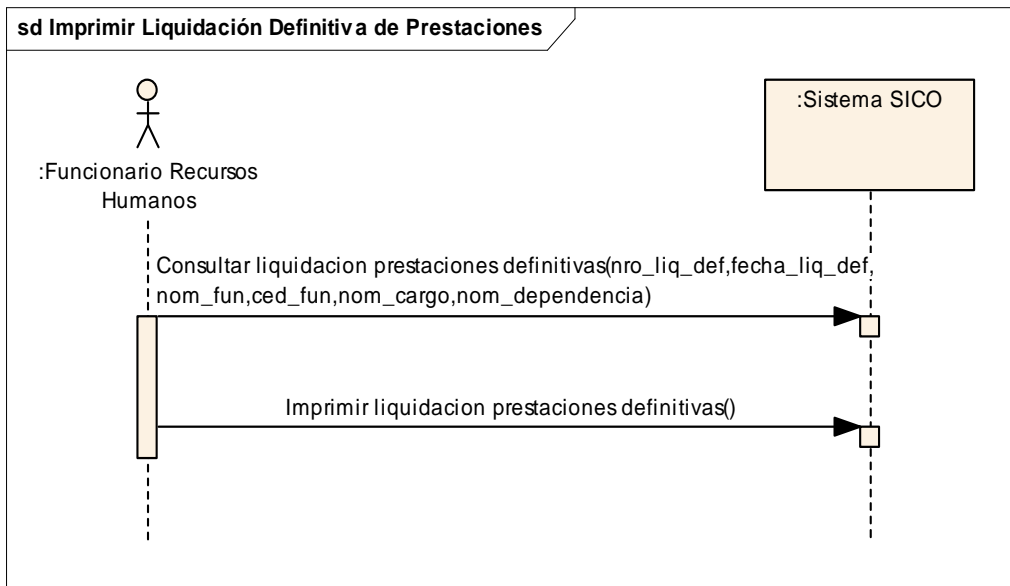 sd Imprimir Liquidación Definitiva de Prestaciones
:Funcionario Recursos
Humanos
:Sistema SICO
Consultar liquidacion prestaciones definitivas(nro_liq_def,fecha_liq_def,
nom_fun,ced_fun,nom_cargo,nom_dependencia)
Imprimir liquidacion prestaciones definitivas()